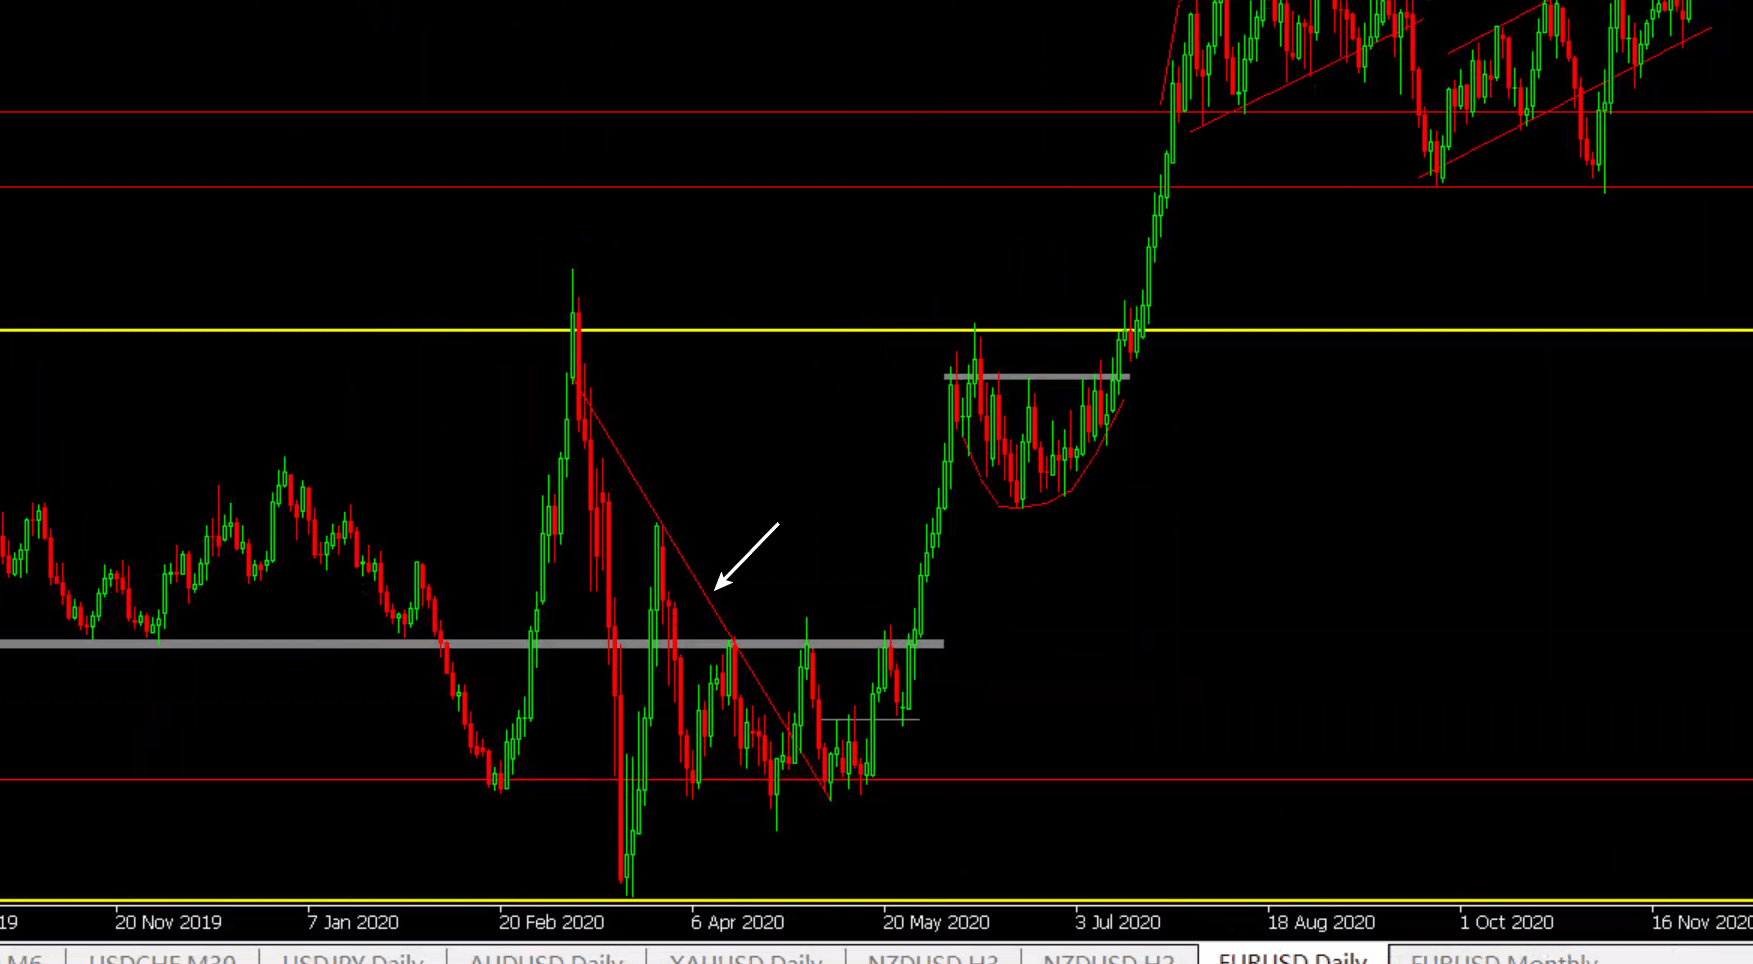 19 20 Nov 2019 7 Jan 2020 20 Feb 2020 6 Apr 2020 20 May 2020 3 Jul 2020 18 Aug 2020 1 Oct 2020 16 Nov 2020
M6 USDCHF M30 USDJPY Daily AUDUSD Daily XAUUSD Daily NZDUSD H3 NZDUSD H2 EURUSD Daily EURUSD Monthly